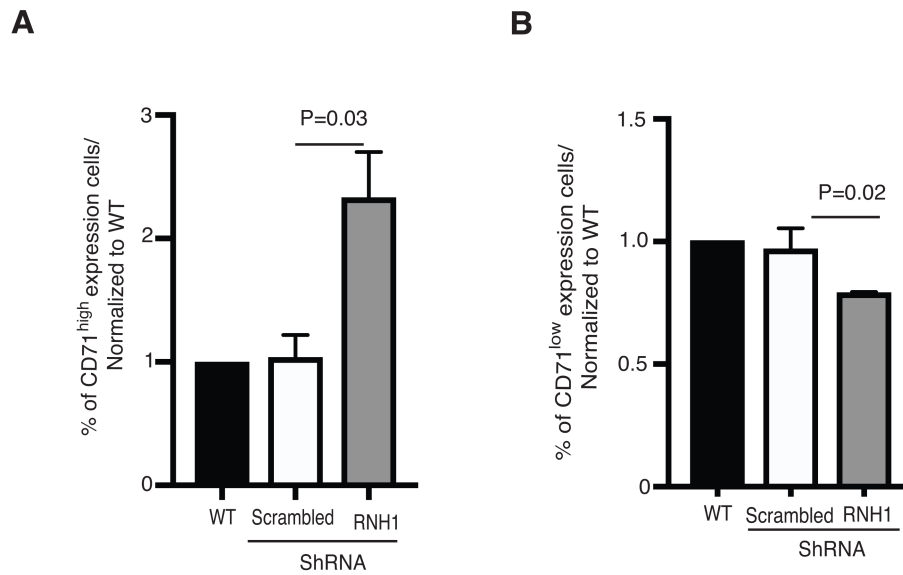 A
% of CD71high expression cells/
Normalized to WT
3
2
1
0
P=0.03
WT
Scrambled
RNH1
ShRNA
B
% of CD71low expression cells/
Normalized to WT
1.5
1.0
0.5
0
P=0.02
WT
Scrambled
RNH1
ShRNA